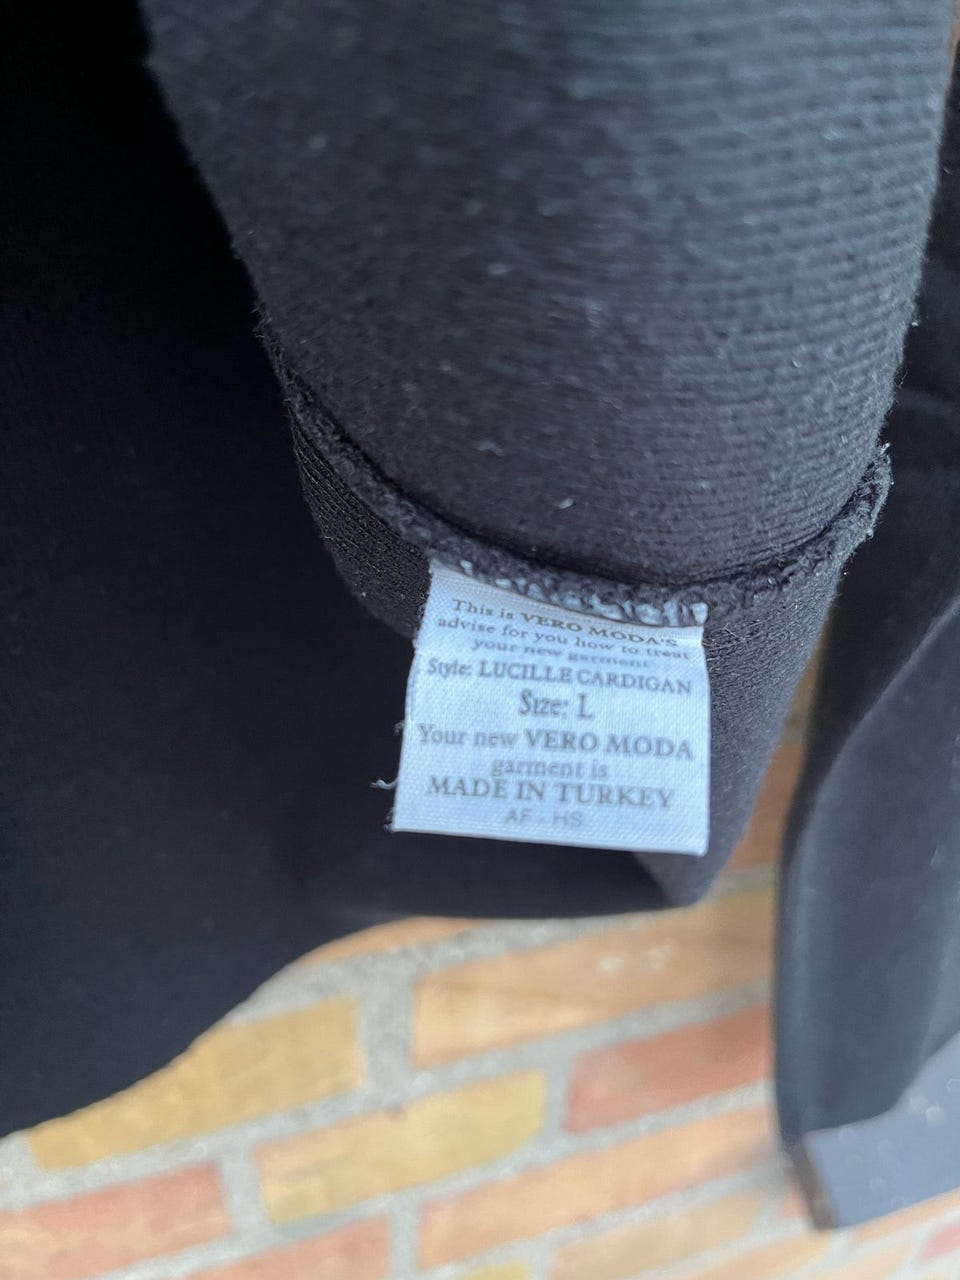 This is VERO MODA'S
advise for you how to treat
your new garment
Style: LUCILLE CARDIGAN
Size: L
Your new VERO MODA
garment is
MADE IN TURKEY
AF - HS